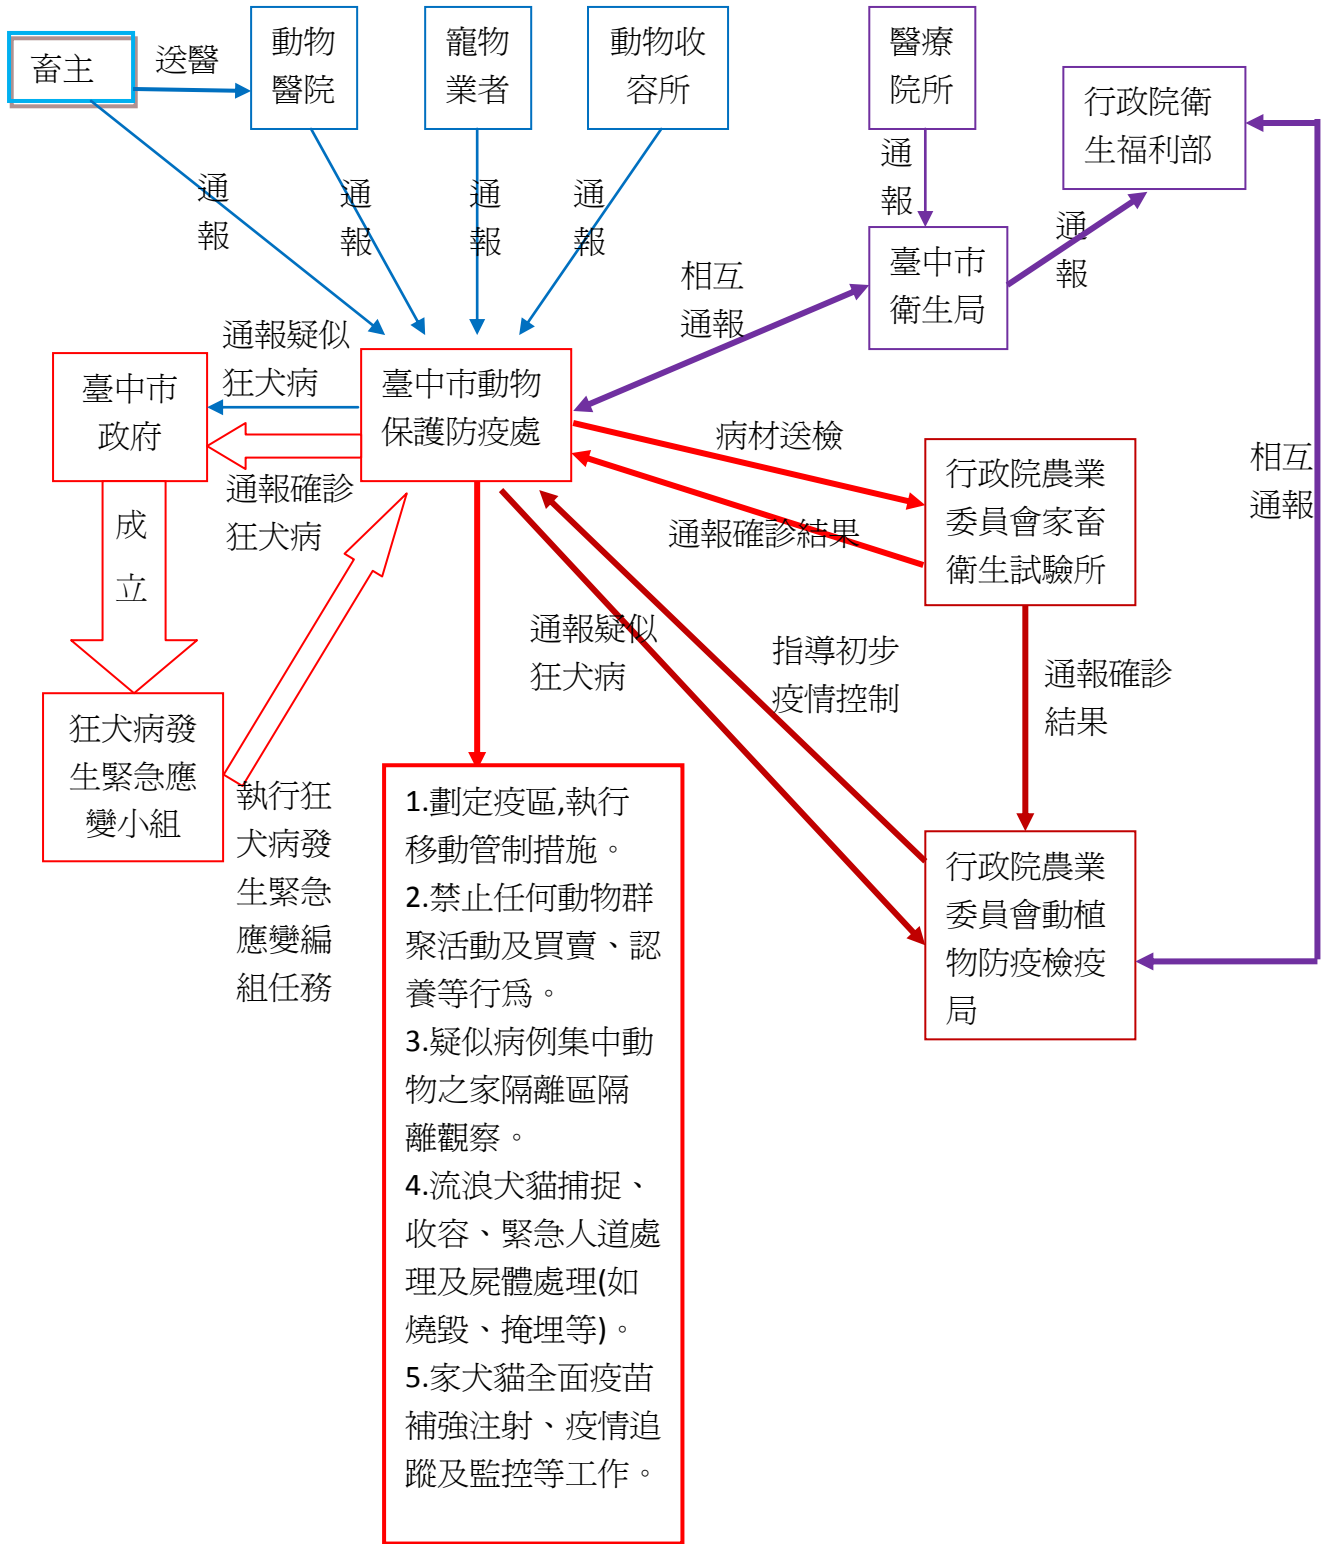 畜主
送醫
動物
醫院
寵物
業者
動物收
容所
醫療
院所
行政院衛
生福利部
通
報
通
報
通
報
通
報
通
報
通
報
臺中市
衛生局
相互
通報
通報疑似
狂犬病
臺中市
政府
臺中市動物
保護防疫處
通報確診
狂犬病
病材送檢
通報確診結果
行政院農業
委員會家畜
衛生試驗所
相互
通報
成
立
通報疑似
狂犬病
指導初步
疫情控制
通報確診
結果
狂犬病發
生緊急應
變小組
執行狂
犬病發
生緊急
應變編
組任務
1.劃定疫區,執行
移動管制措施。
2.禁止任何動物群
聚活動及買賣、認
養等行為。
3.疑似病例集中動
物之家隔離區隔
離觀察。
4.流浪犬貓捕捉、
收容、緊急人道處
理及屍體處理(如
燒毀、掩埋等)。
5.家犬貓全面疫苗
補強注射、疫情追
蹤及監控等工作。
行政院農業
委員會動植
物防疫檢疫
局